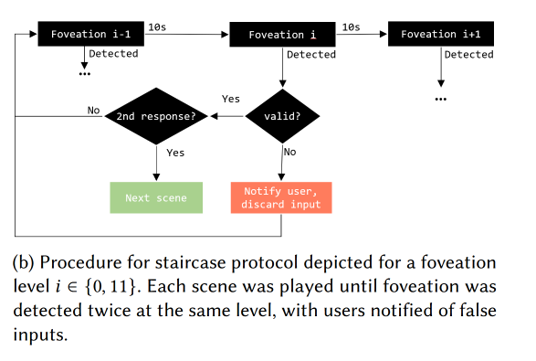 Foveation i-1 10s Foveation i 10s Foveation i+1
Detected Detected Detected
... ...
Yes
No 2nd response? valid?
Yes No
Next scene Notify user,
discard input
(b) Procedure for staircase protocol depicted for a foveation
level i ∈ {0, 11}. Each scene was played until foveation was
detected twice at the same level, with users notified of false
inputs.